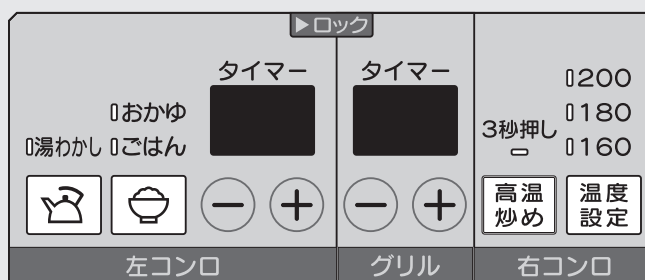 ▶ロック
タイマー
おかゆ
湯わかし ごはん
左コンロ
タイマー
グリル
200
180
160
3秒押し
高温
炒め
温度
設定
右コンロ